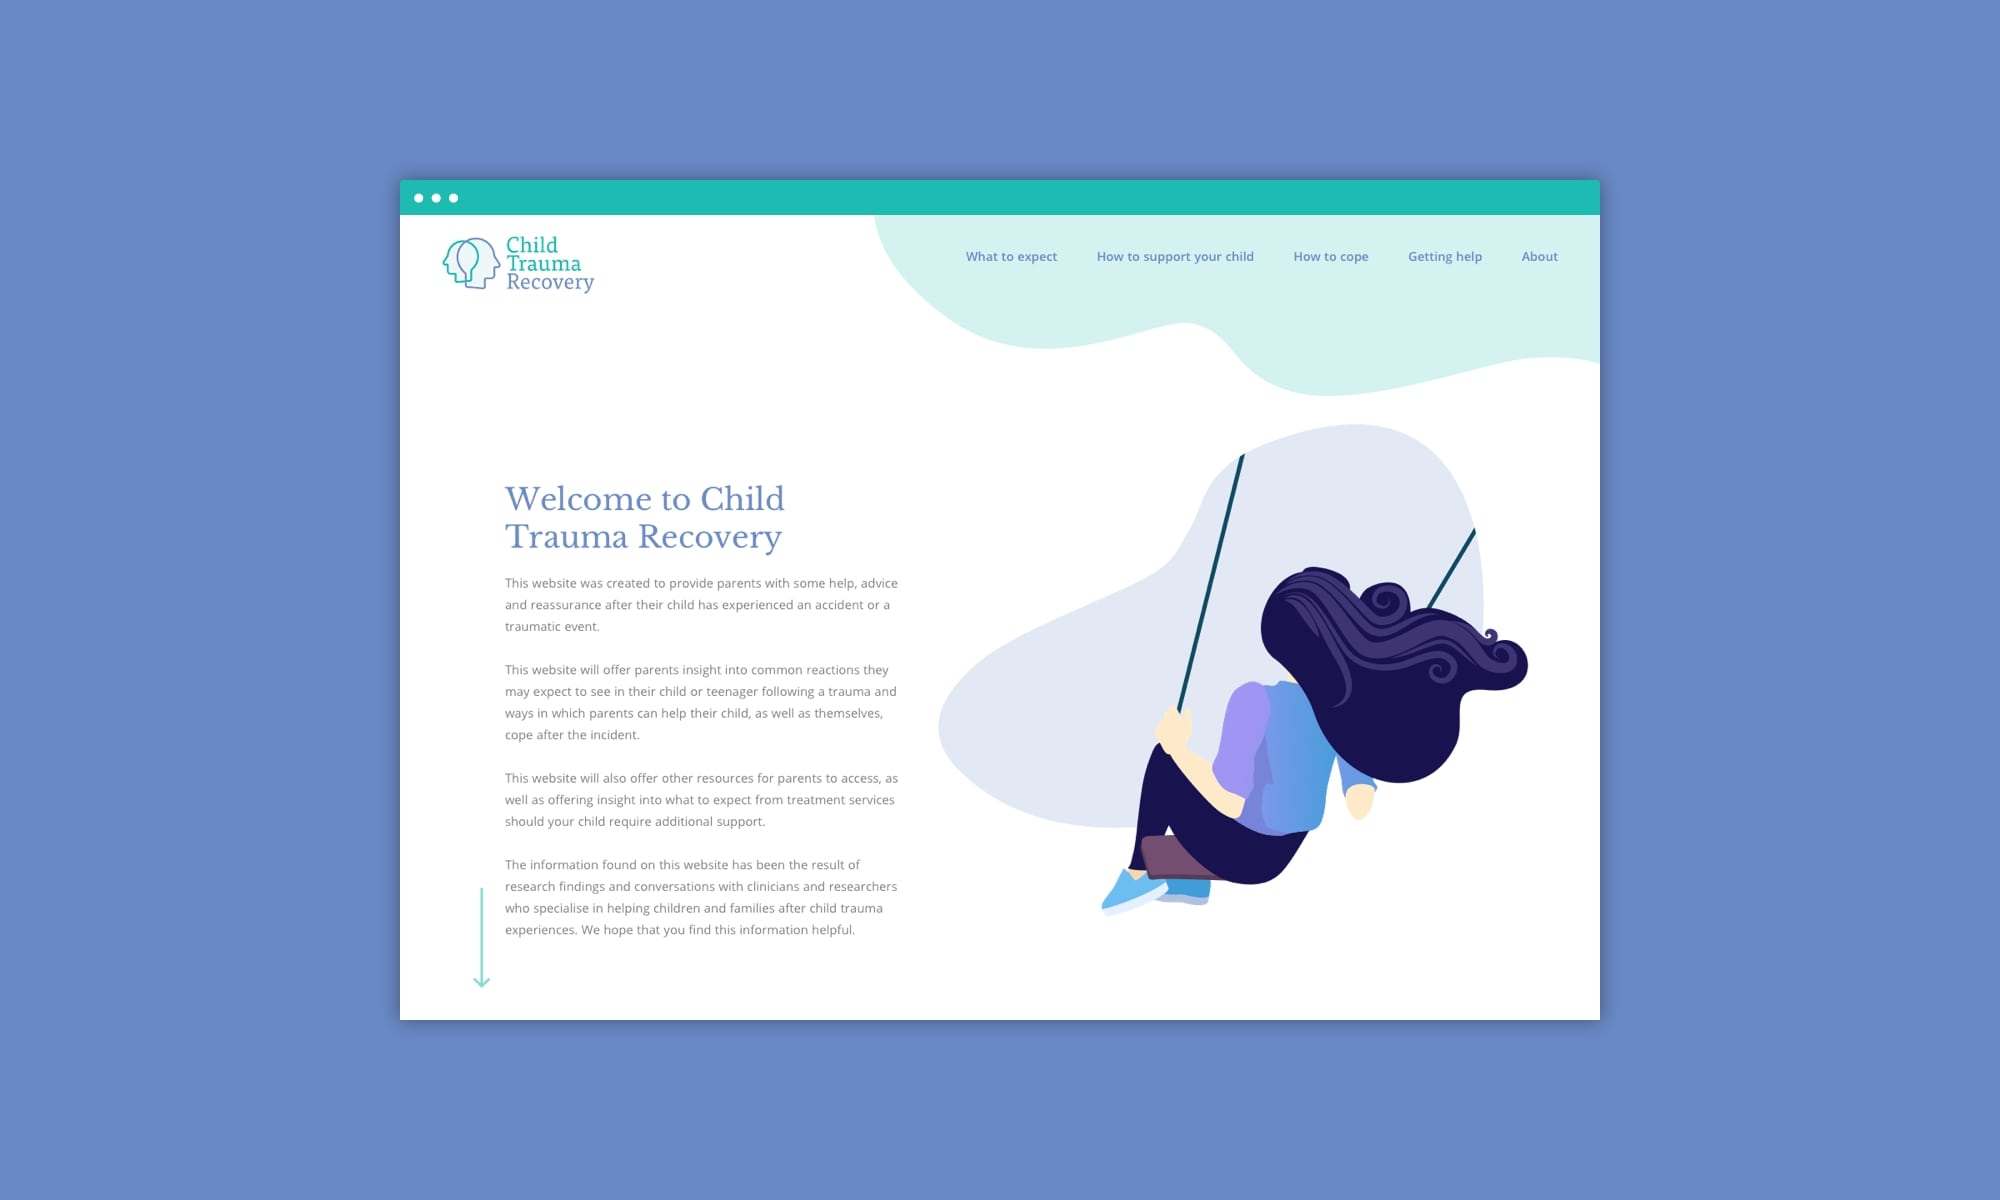 Child
Trauma
Recovery
What to expect How to support your child How to cope Getting help About
Welcome to Child
Trauma Recovery
This website was created to provide parents with some help, advice
and reassurance after their child has experienced an accident or a
traumatic event.
This website will offer parents insight into common reactions they
may expect to see in their child or teenager following a trauma and
ways in which parents can help their child, as well as themselves,
cope after the incident.
This website will also offer other resources for parents to access, as
well as offering insight into what to expect from treatment services
should your child require additional support.
The information found on this website has been the result of
research findings and conversations with clinicians and researchers
who specialise in helping children and families after child trauma
experiences. We hope that you find this information helpful.